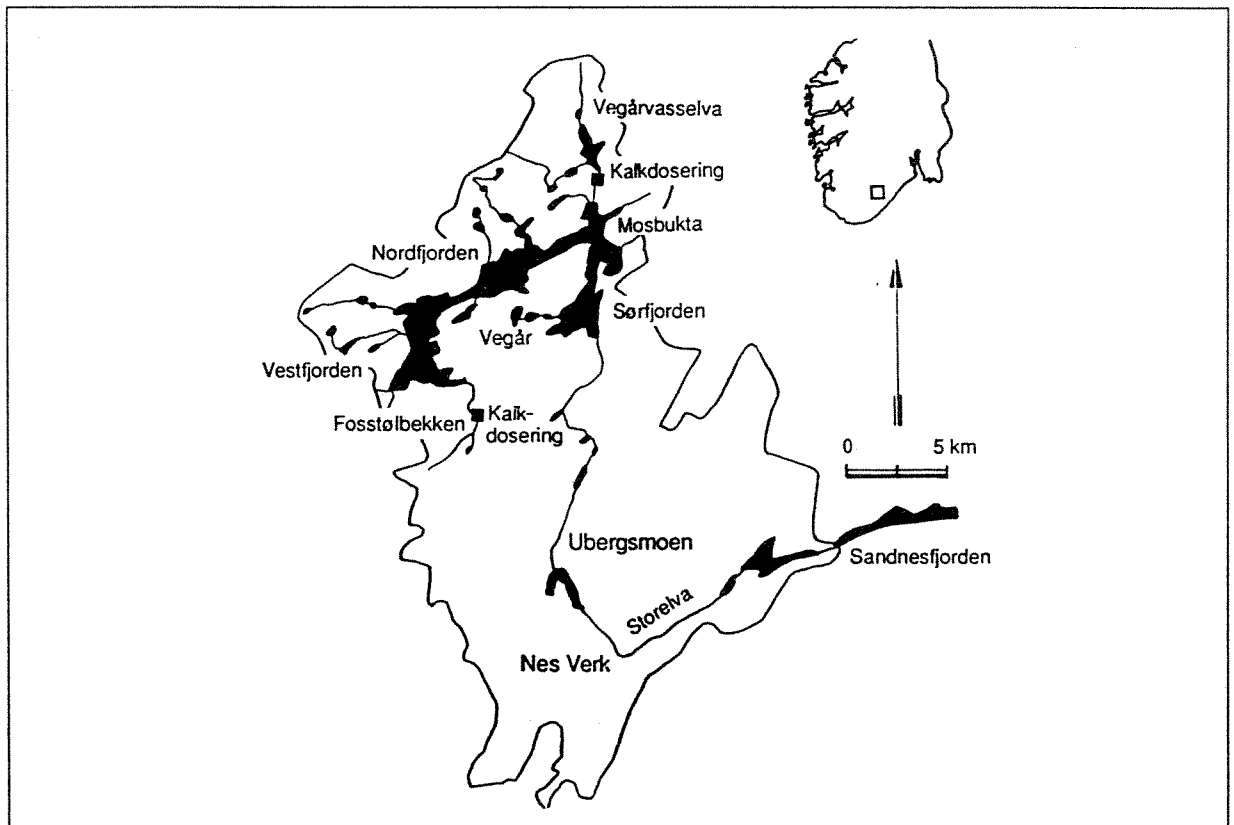 Vegårvasselva
Kalkdosering
Mosbukta
Nordfjorden
Sørfjorden
Vegår
Vestfjorden
Fosstølbekken
Kalk-
dosering
0 5 km
Ubergsmoen
Sandnesfjorden
Storelva
Nes Verk